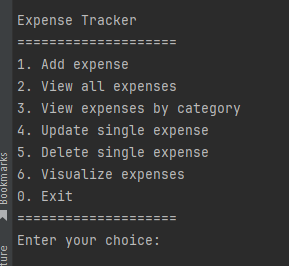 Expense Tracker
====================
1. Add expense
2. View all expenses
3. View expenses by category
4. Update single expense
5. Delete single expense
6. Visualize expenses
0. Exit
====================
Enter your choice:
Bookmarks